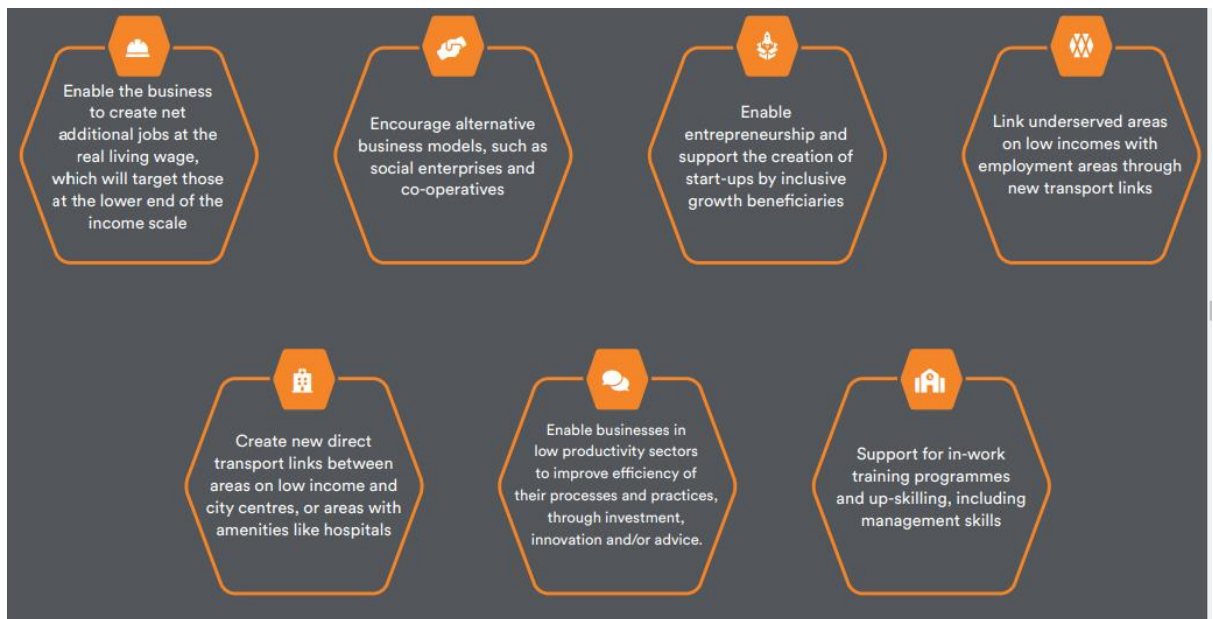 Enable the business
to create net
additional jobs at the
real living wage,
which will target those
at the lower end of the
income scale
Encourage alternative
business models, such as
social enterprises and
co-operatives
Enable
entrepreneurship and
support the creation of
start-ups by inclusive
growth beneficiaries
Link underserved areas
on low incomes with
employment areas through
new transport links
Create new direct
transport links between
areas on low income and
city centres, or areas with
amenities like hospitals
Enable businesses in
low productivity sectors
to improve efficiency of
their processes and practices,
through investment,
innovation and/or advice.
Support for in-work
training programmes
and up-skilling, including
management skills